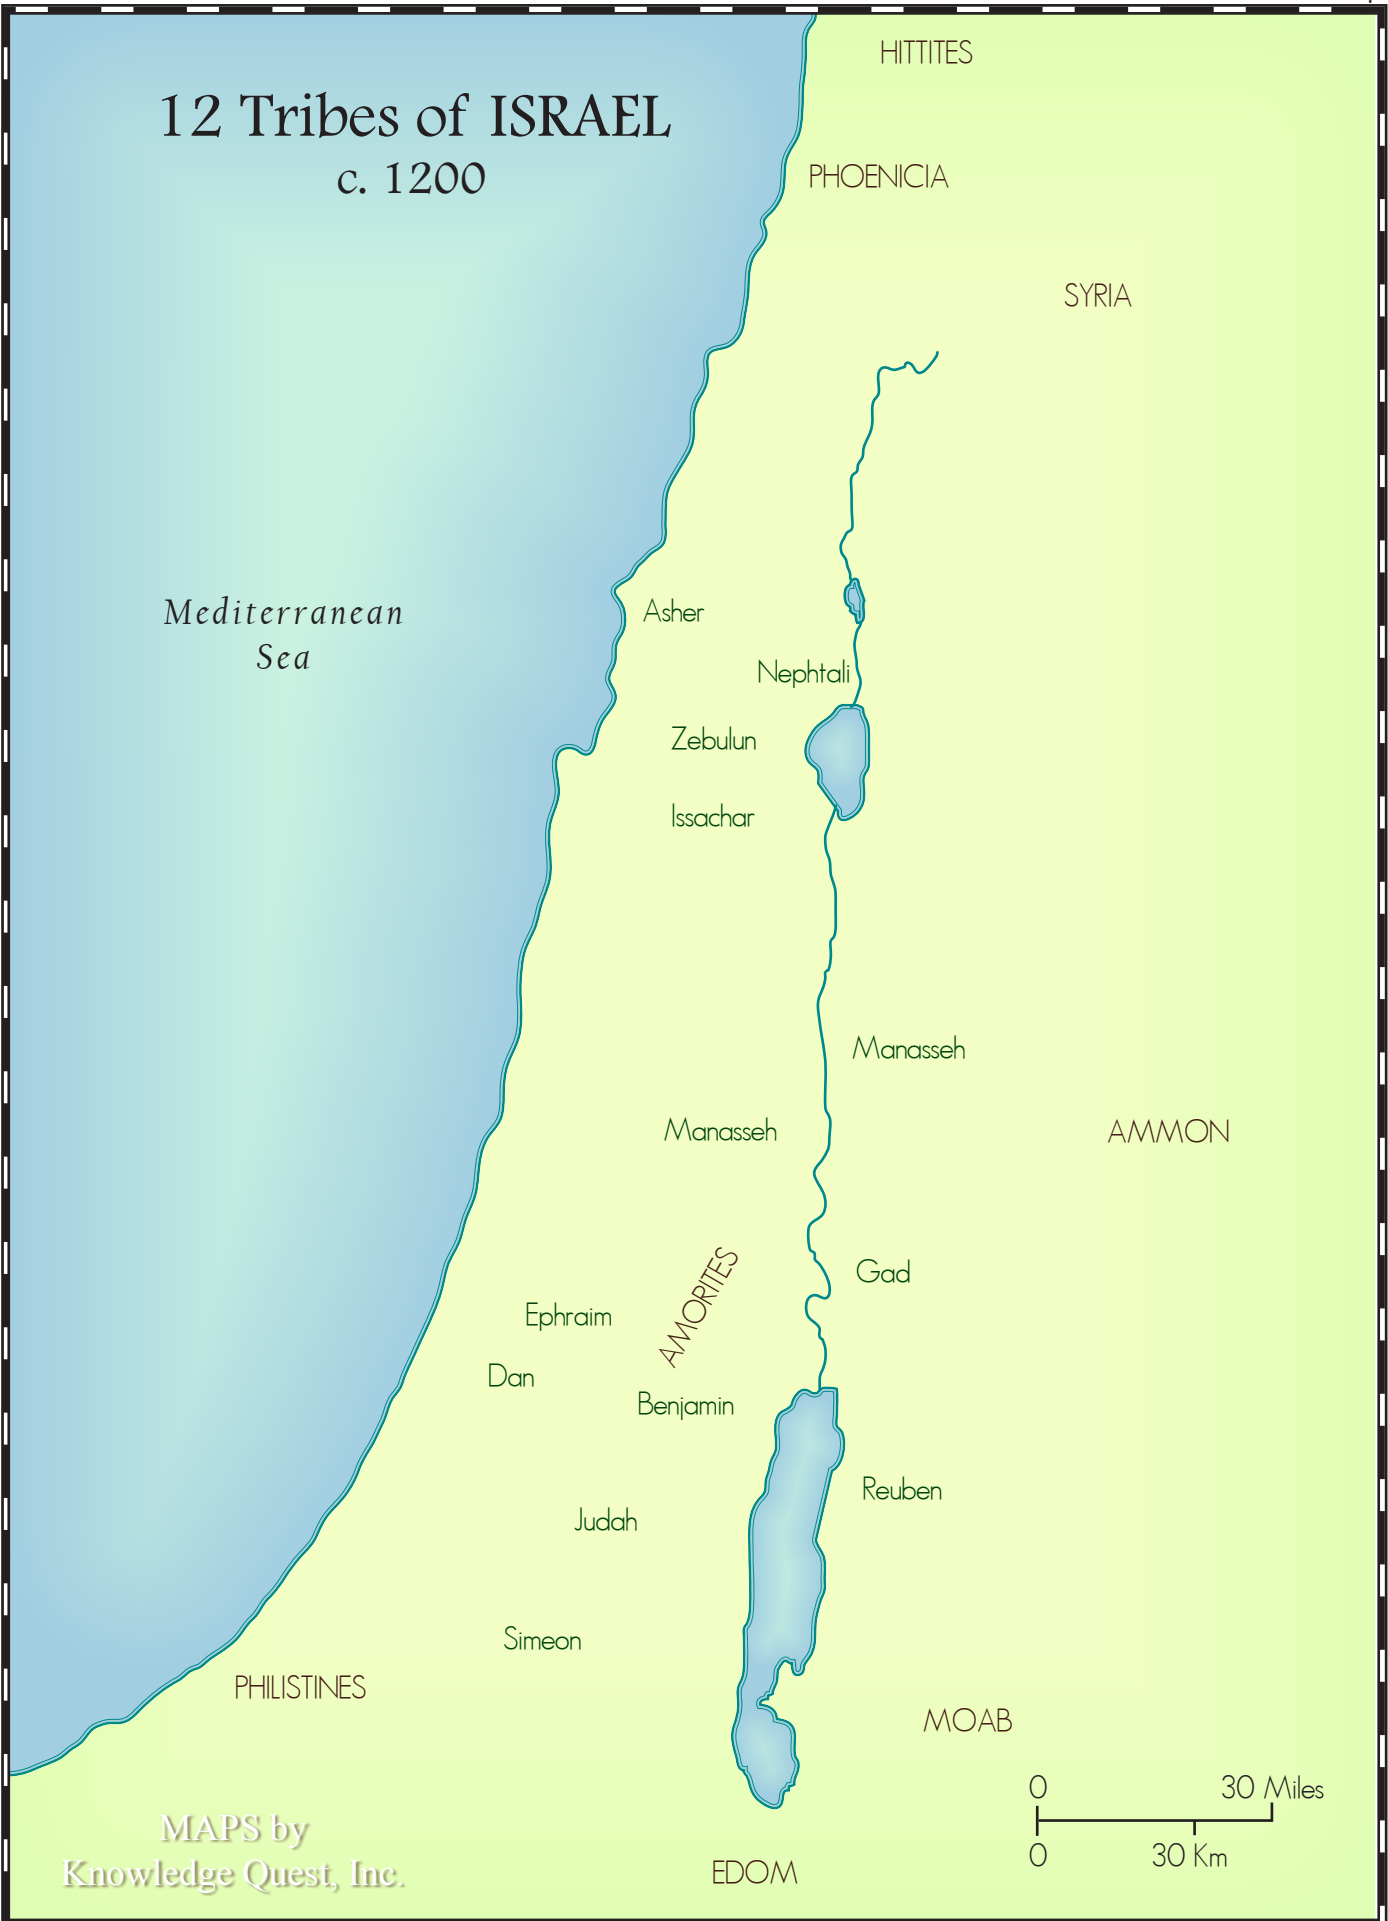 12 Tribes of ISRAEL
c. 1200
HITTITES
PHOENICIA
SYRIA
Mediterranean
Sea
Asher
Nephtali
Zebulun
Issachar
Manasseh
Manasseh
AMMON
AMORITES
Gad
Ephraim
Dan
Benjamin
Reuben
Judah
Simeon
PHILISTINES
MOAB
0 30 Miles
0 30 Km
MAPS by
Knowledge Quest, Inc.
EDOM